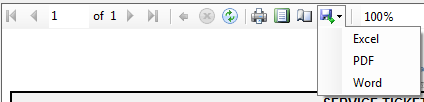 1 of 1 100%
Excel
PDF
Word
SERVICE TICKET